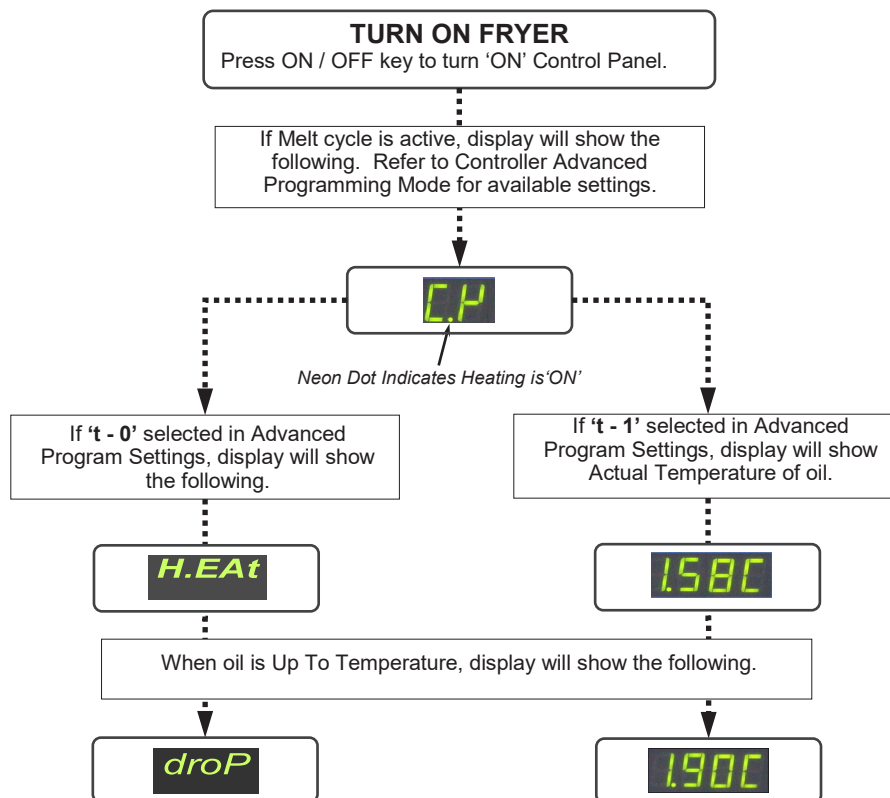 TURN ON FRYER
Press ON / OFF key to turn ‘ON’ Control Panel.
If Melt cycle is active, display will show the
following.  Refer to Controller Advanced
Programming Mode for available settings.
C.Y
Neon Dot Indicates Heating is‘ON’
If ‘t - 0’ selected in Advanced
Program Settings, display will show
the following.
If ‘t - 1’ selected in Advanced
Program Settings, display will show
Actual Temperature of oil.
H.EAt
1.58C
When oil is Up To Temperature, display will show the following.
droP
1.90C